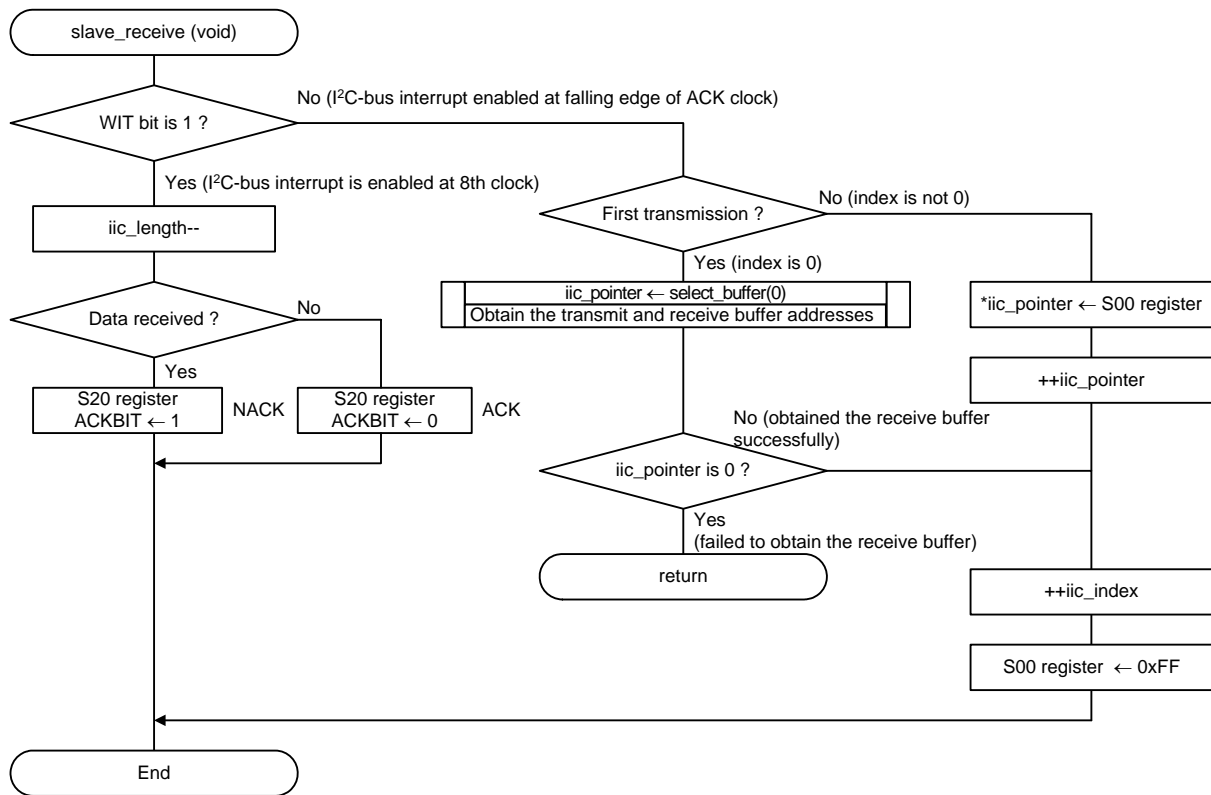 slave_receive (void)
No (I²C-bus interrupt enabled at falling edge of ACK clock)
WIT bit is 1 ?
Yes (I²C-bus interrupt is enabled at 8th clock)
iic_length--
Data received ?
No
Yes
S20 register
ACKBIT ← 1
NACK
S20 register
ACKBIT ← 0
ACK
First transmission ?
No (index is not 0)
Yes (index is 0)
iic_pointer ← select_buffer(0)
Obtain the transmit and receive buffer addresses
*iic_pointer ← S00 register
++iic_pointer
No (obtained the receive buffer
successfully)
iic_pointer is 0 ?
Yes
(failed to obtain the receive buffer)
return
++iic_index
S00 register ← 0xFF
End